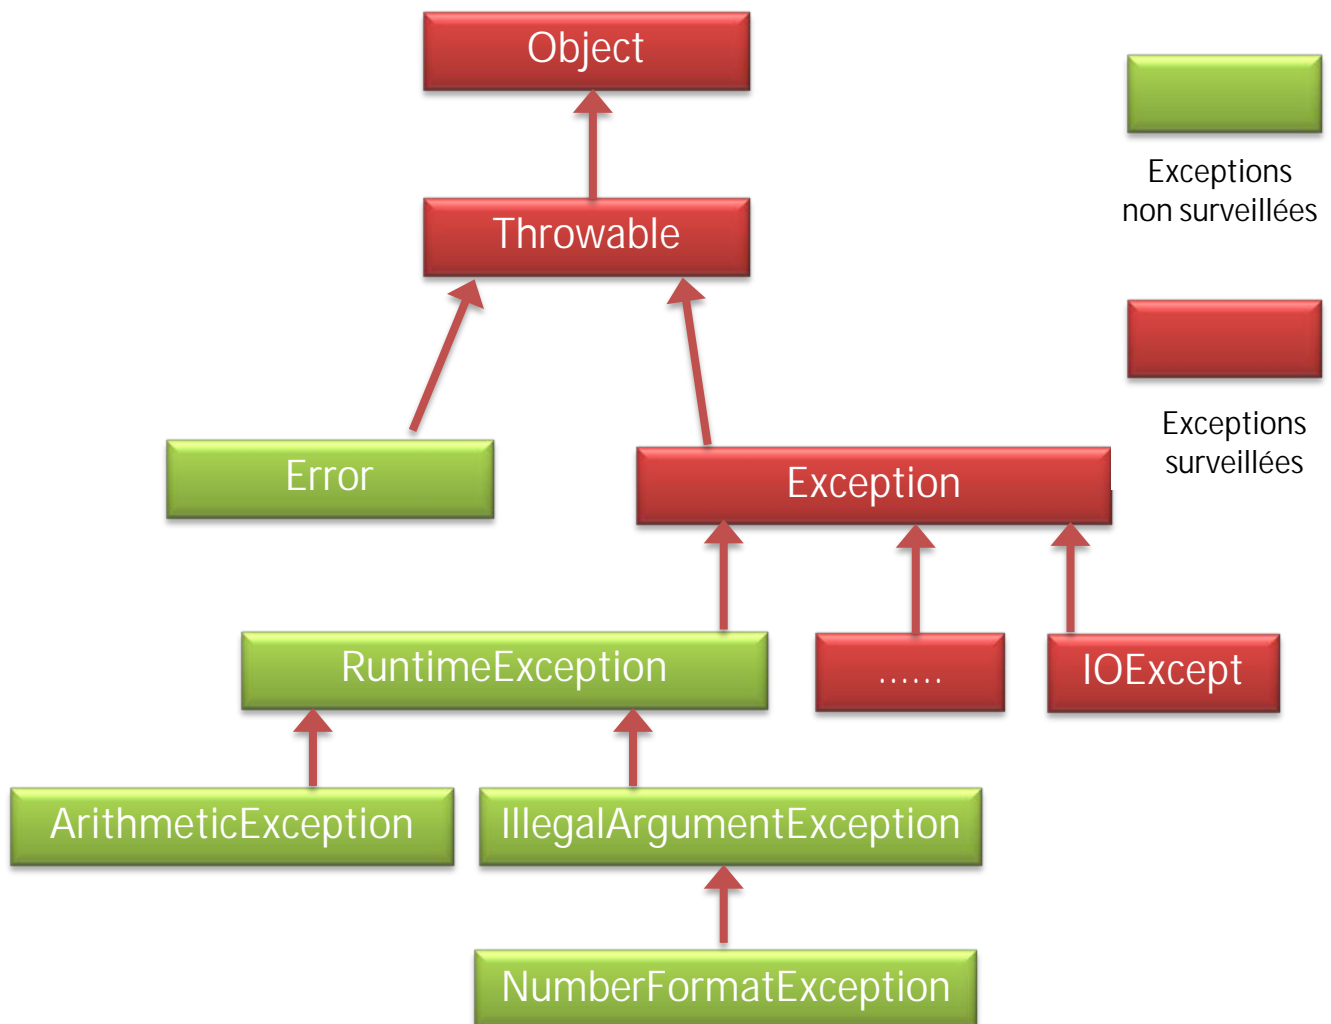 Object
Exceptions
non surveillées
Throwable
Exceptions
surveillées
Error
Exception
RuntimeException
......
IOExcept
ArithmeticException
IllegalArgumentException
NumberFormatException